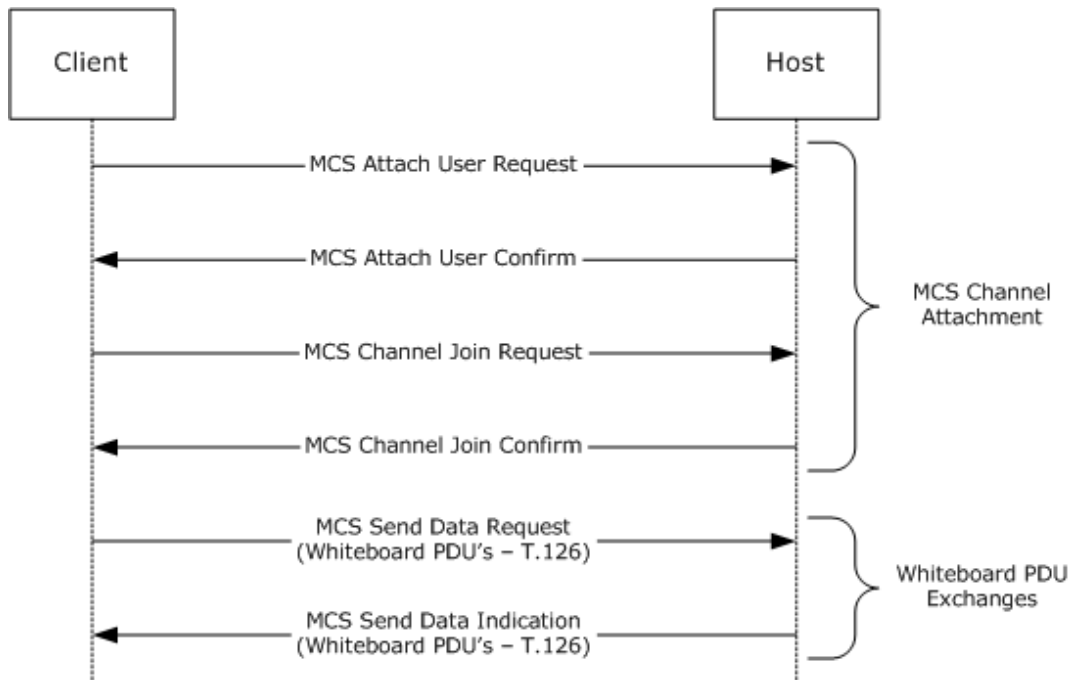 Client
Host
MCS Attach User Request
MCS Attach User Confirm
MCS Channel
Attachment
MCS Channel Join Request
MCS Channel Join Confirm
MCS Send Data Request
(Whiteboard PDU’s – T.126)
Whiteboard PDU
Exchanges
MCS Send Data Indication
(Whiteboard PDU’s – T.126)